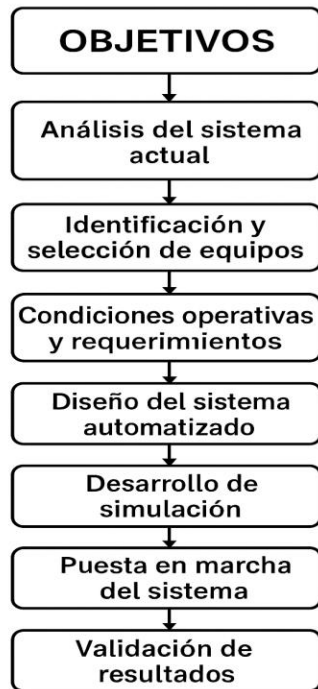 OBJETIVOS
Análisis del sistema
actual
Identificación y
selección de equipos
Condiciones operativas
y requerimientos
Diseño del sistema
automatizado
Desarrollo de
simulación
Puesta en marcha
del sistema
Validación de
resultados